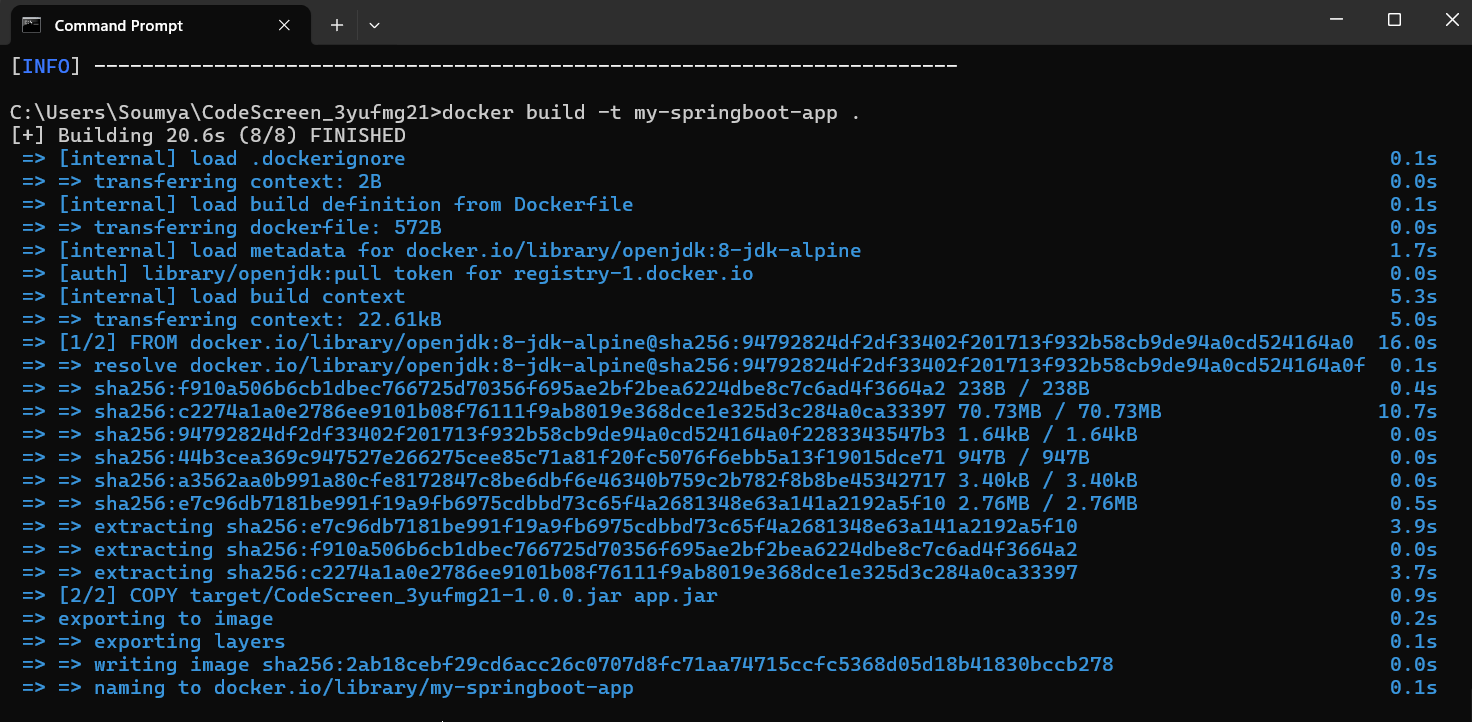 Command Prompt
[INFO] ------------------------------------------------------------------------
C:\Users\Soumya\CodeScreen_3yufmg21>docker build -t my-springboot-app .
[+] Building 20.6s (8/8) FINISHED
=> [internal] load .dockerignore 0.1s
=> => transferring context: 2B 0.0s
=> [internal] load build definition from Dockerfile 0.1s
=> => transferring dockerfile: 572B 0.0s
=> [internal] load metadata for docker.io/library/openjdk:8-jdk-alpine 1.7s
=> [auth] library/openjdk:pull token for registry-1.docker.io 0.0s
=> [internal] load build context 5.3s
=> => transferring context: 22.61kB 5.0s
=> [1/2] FROM docker.io/library/openjdk:8-jdk-alpine@sha256:94792824df2df33402f201713f932b58cb9de94a0cd524164a0 16.0s
=> => resolve docker.io/library/openjdk:8-jdk-alpine@sha256:94792824df2df33402f201713f932b58cb9de94a0cd524164a0f 0.1s
=> => sha256:f910a506b6cb1dbec766725d70356f695ae2bf2bea6224dbe8c7c6ad4f3664a2 238B / 238B 0.4s
=> => sha256:c2274a1a0e2786ee9101b08f76111f9ab8019e368dce1e325d3c284a0ca33397 70.73MB / 70.73MB 10.7s
=> => sha256:94792824df2df33402f201713f932b58cb9de94a0cd524164a0f2283343547b3 1.64kB / 1.64kB 0.0s
=> => sha256:44b3cea369c947527e266275cee85c71a81f20fc5076f6ebb5a13f19015dce71 947B / 947B 0.0s
=> => sha256:a3562aa0b991a80cfe8172847c8be6dbf6e46340b759c2b782f8b8be45342717 3.40kB / 3.40kB 0.0s
=> => sha256:e7c96db7181be991f19a9fb6975cdbbd73c65f4a2681348e63a141a2192a5f10 2.76MB / 2.76MB 0.5s
=> => extracting sha256:e7c96db7181be991f19a9fb6975cdbbd73c65f4a2681348e63a141a2192a5f10 3.9s
=> => extracting sha256:f910a506b6cb1dbec766725d70356f695ae2bf2bea6224dbe8c7c6ad4f3664a2 0.0s
=> => extracting sha256:c2274a1a0e2786ee9101b08f76111f9ab8019e368dce1e325d3c284a0ca33397 3.7s
=> [2/2] COPY target/CodeScreen_3yufmg21-1.0.0.jar app.jar 0.9s
=> exporting to image 0.2s
=> => exporting layers 0.1s
=> => writing image sha256:2ab18cebf29cd6acc26c0707d8fc71aa74715ccfc5368d05d18b41830bccb278 0.0s
=> => naming to docker.io/library/my-springboot-app 0.1s